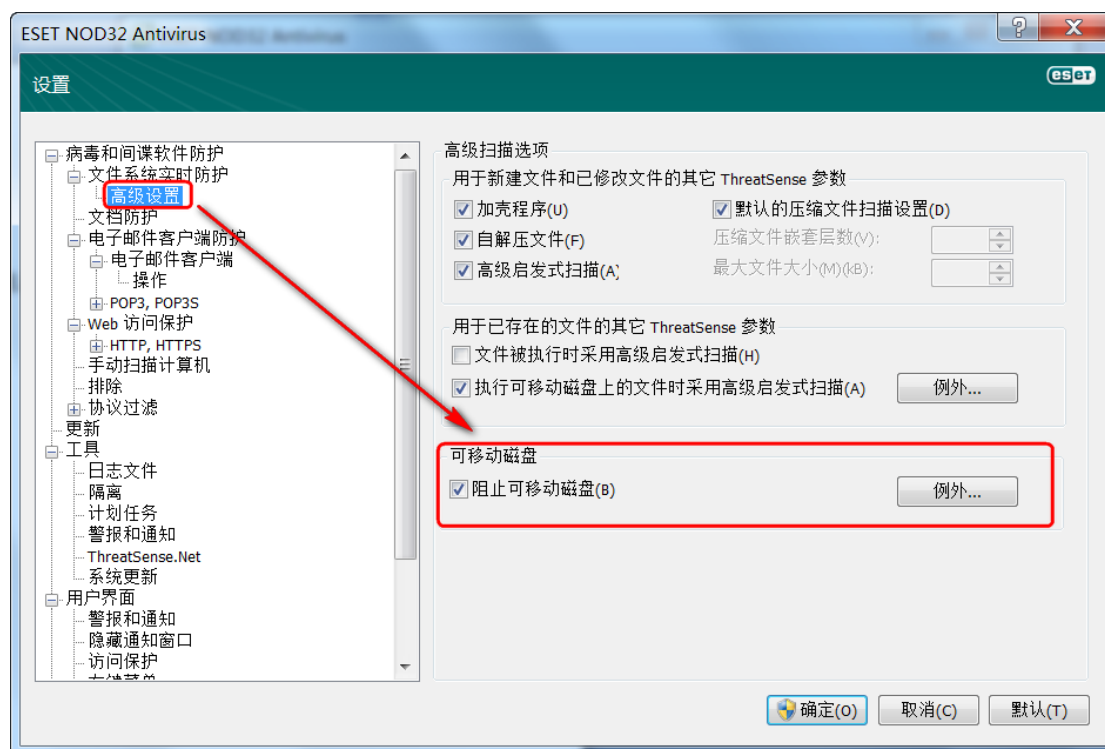 ESET NOD32 Antivirus
设置
eset
病毒和间谍软件防护
文件系统实时防护
高级设置
文档防护
电子邮件客户端防护
电子邮件客户端
操作
POP3, POP3S
Web 访问保护
HTTP, HTTPS
手动扫描计算机
排除
协议过滤
更新
工具
日志文件
隔离
计划任务
警报和通知
ThreatSense.Net
系统更新
用户界面
警报和通知
隐藏通知窗口
访问保护
高级扫描选项
用于新建文件和已修改文件的其它 ThreatSense 参数
加壳程序(U)
默认的压缩文件扫描设置(D)
自解压文件(F)
压缩文件嵌套层数(V):
高级启发式扫描(A)
最大文件大小(M)(kB):
用于已存在的文件的其它 ThreatSense 参数
文件被执行时采用高级启发式扫描(H)
执行可移动磁盘上的文件时采用高级启发式扫描(A)
例外...
可移动磁盘
阻止可移动磁盘(B)
例外...
确定(O)
取消(C)
默认(T)